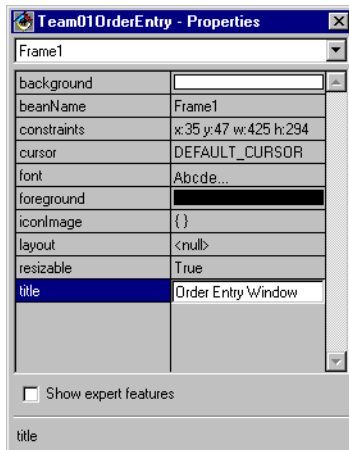 Team01OrderEntry - Properties
Frame1
background
beanName Frame1
constraints x:35 y:47 w:425 h:294
cursor DEFAULT_CURSOR
font Abcde...
foreground
iconImage { }
layout <null>
resizable True
title Order Entry Window
Show expert features
title